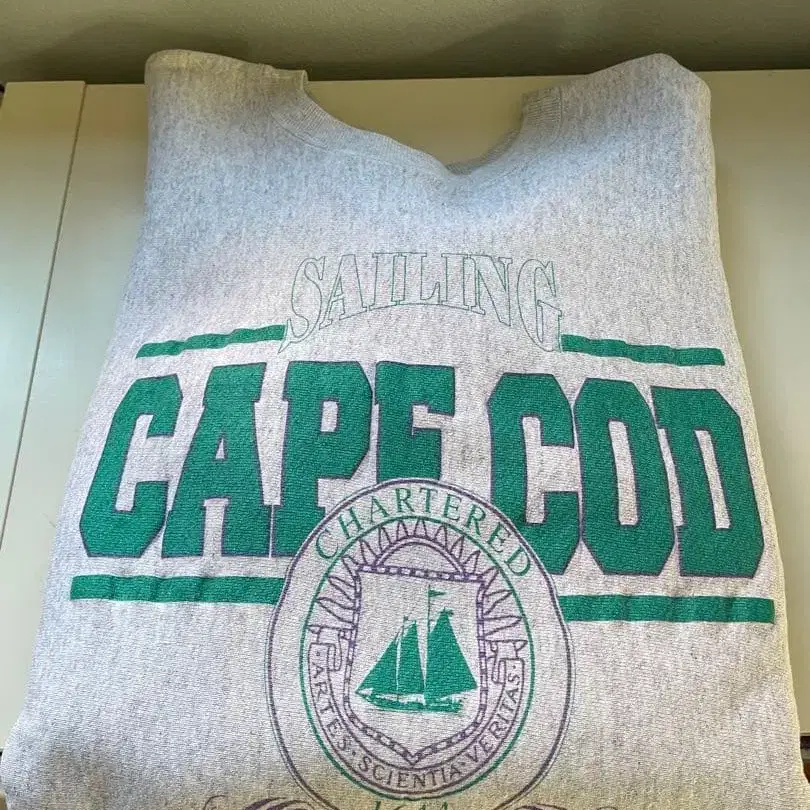 SAILING
CAPE COD
CHARTERED
ARTES · SCIENTIA · VERITAS